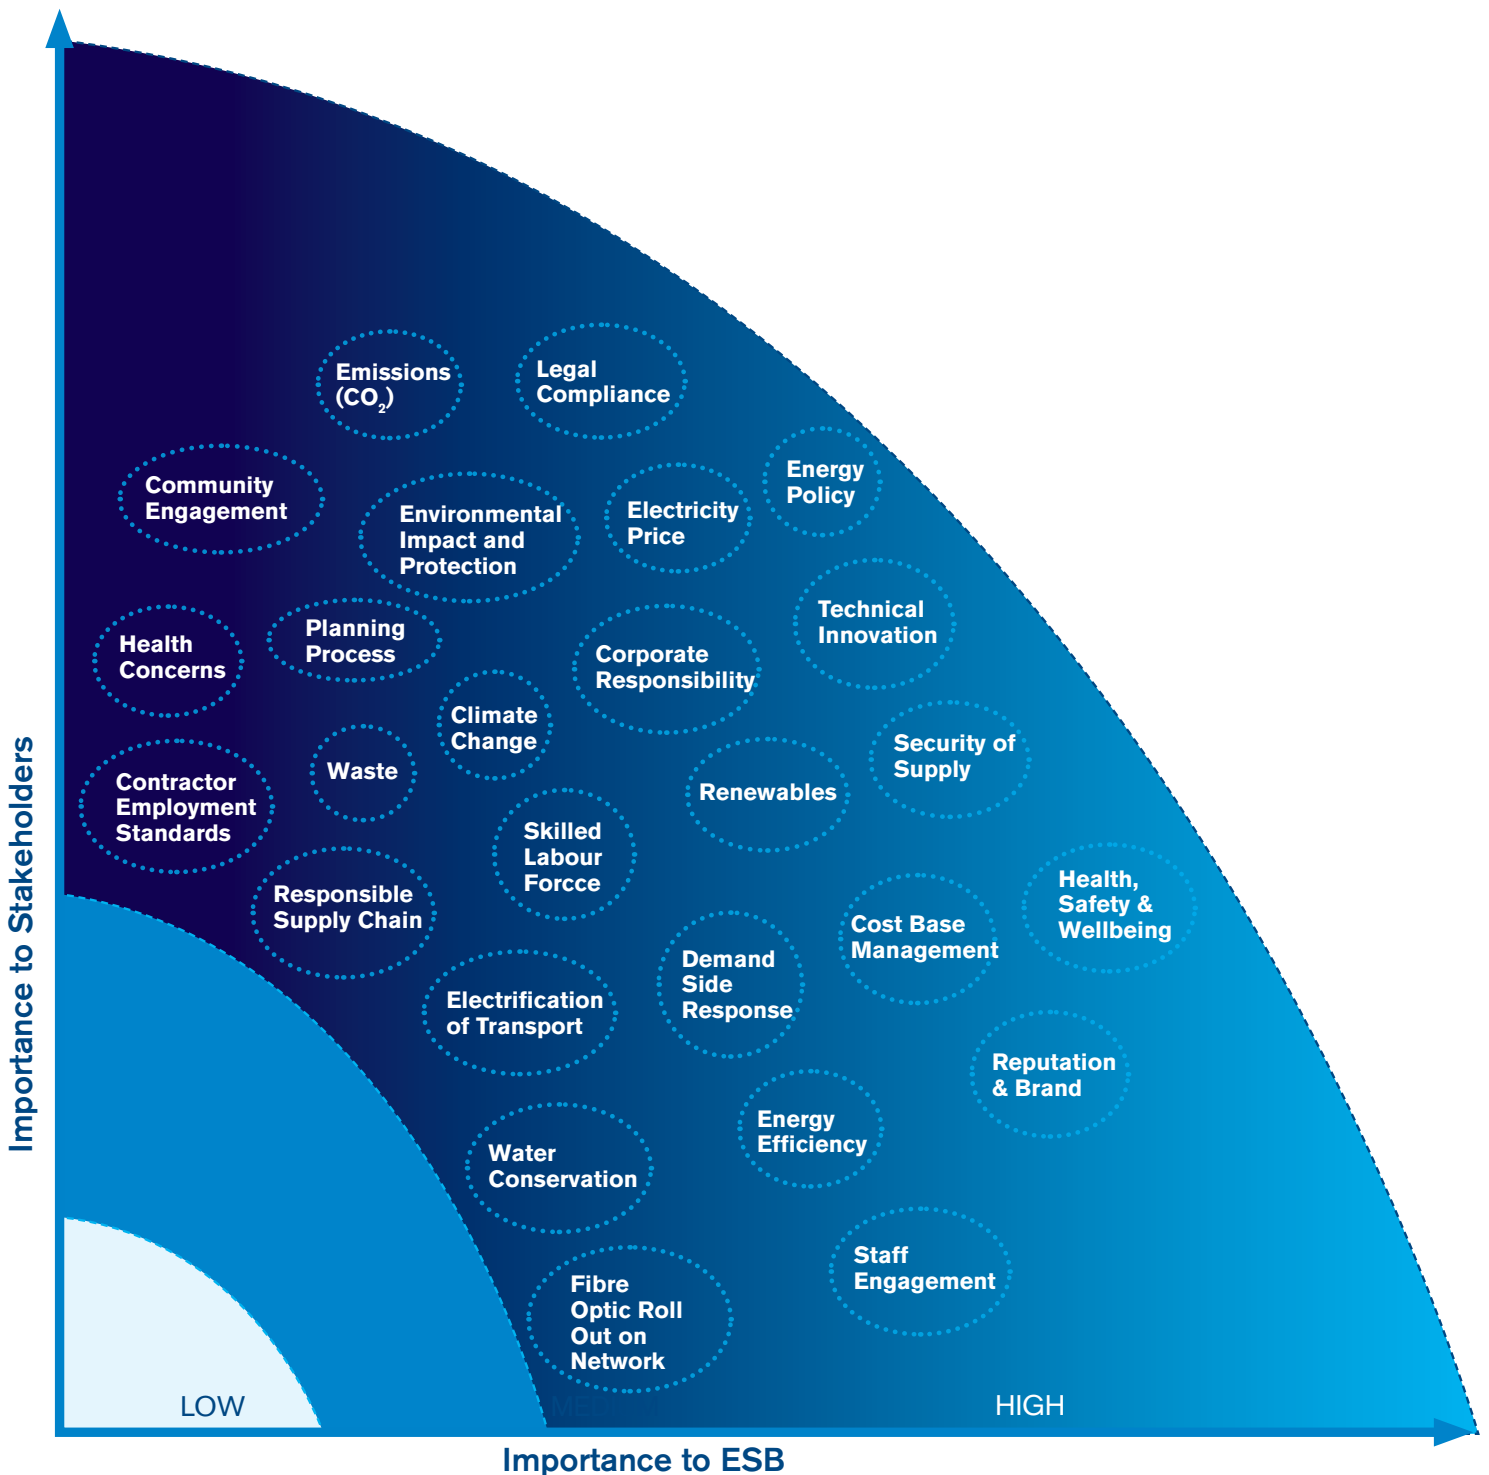 Emissions
(CO₂)
Legal
Compliance
Energy
Policy
Community
Engagement
Environmental
Impact and
Protection
Electricity
Price
Technical
Innovation
Health
Concerns
Planning
Process
Corporate
Responsibility
Climate
Change
Security of
Supply
Waste
Contractor
Employment
Standards
Renewables
Skilled
Labour
Forcce
Responsible
Supply Chain
Health,
Safety &
Wellbeing
Cost Base
Management
Demand
Side
Response
Electrification
of Transport
Reputation
& Brand
Energy
Efficiency
Water
Conservation
Staff
Engagement
Fibre
Optic Roll
Out on
Network
LOW
HIGH
Importance to Stakeholders
Importance to ESB